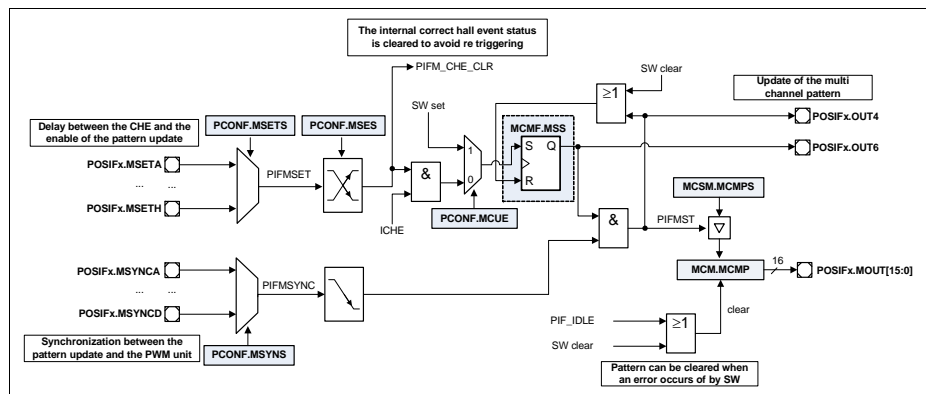 The internal correct hall event status
is cleared to avoid re triggering
PIFM_CHE_CLR
SW clear
Update of the multi
channel pattern
≥1
SW set
POSIFx.OUT4
Delay between the CHE and the
enable of the pattern update
PCONF.MSETS
PCONF.MSES
MCMF.MSS
POSIFx.OUT6
POSIFx.MSETA
... ...
POSIFx.MSETH
PIFMSET
&
1
0
S Q
R
ICHE
PCONF.MCUE
MCSM.MCMPS
&
PIFMST
∇
POSIFx.MSYNCA
... ...
POSIFx.MSYNCD
PIFMSYNC
MCM.MCMP
16
POSIFx.MOUT[15:0]
clear
PIF_IDLE
SW clear
≥1
Synchronization between the
pattern update and the PWM unit
PCONF.MSYNS
Pattern can be cleared when
an error occurs of by SW